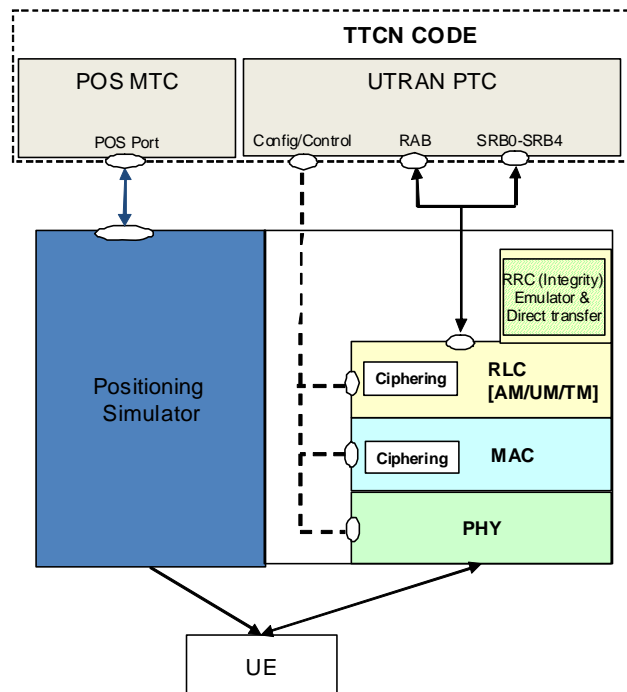 TTCN CODE
POS MTC
UTRAN PTC
POS Port
Config/Control
RAB
SRB0-SRB4
RRC (Integrity)
Emulator &
Direct transfer
Positioning
Simulator
Ciphering
RLC
[AM/UM/TM]
Ciphering
MAC
PHY
UE